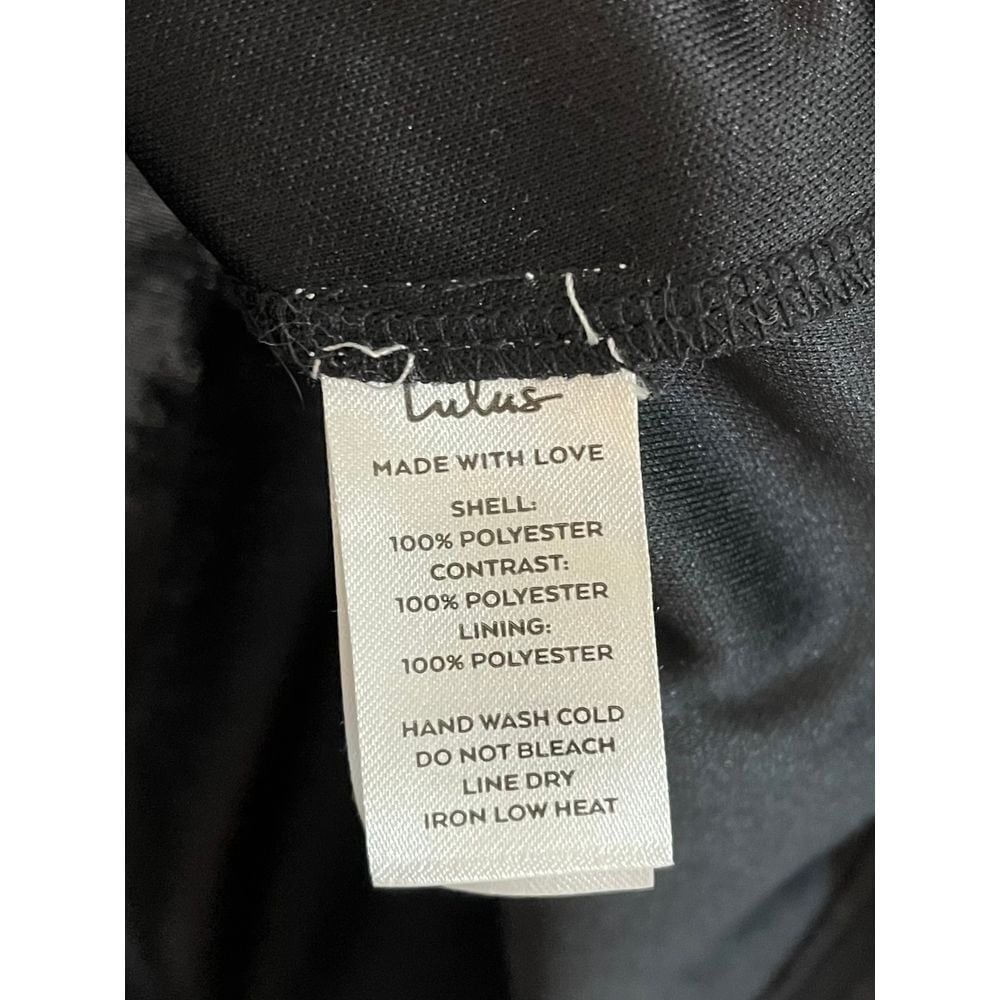 Lulus
MADE WITH LOVE
SHELL:
100% POLYESTER
CONTRAST:
100% POLYESTER
LINING:
100% POLYESTER
HAND WASH COLD
DO NOT BLEACH
LINE DRY
IRON LOW HEAT